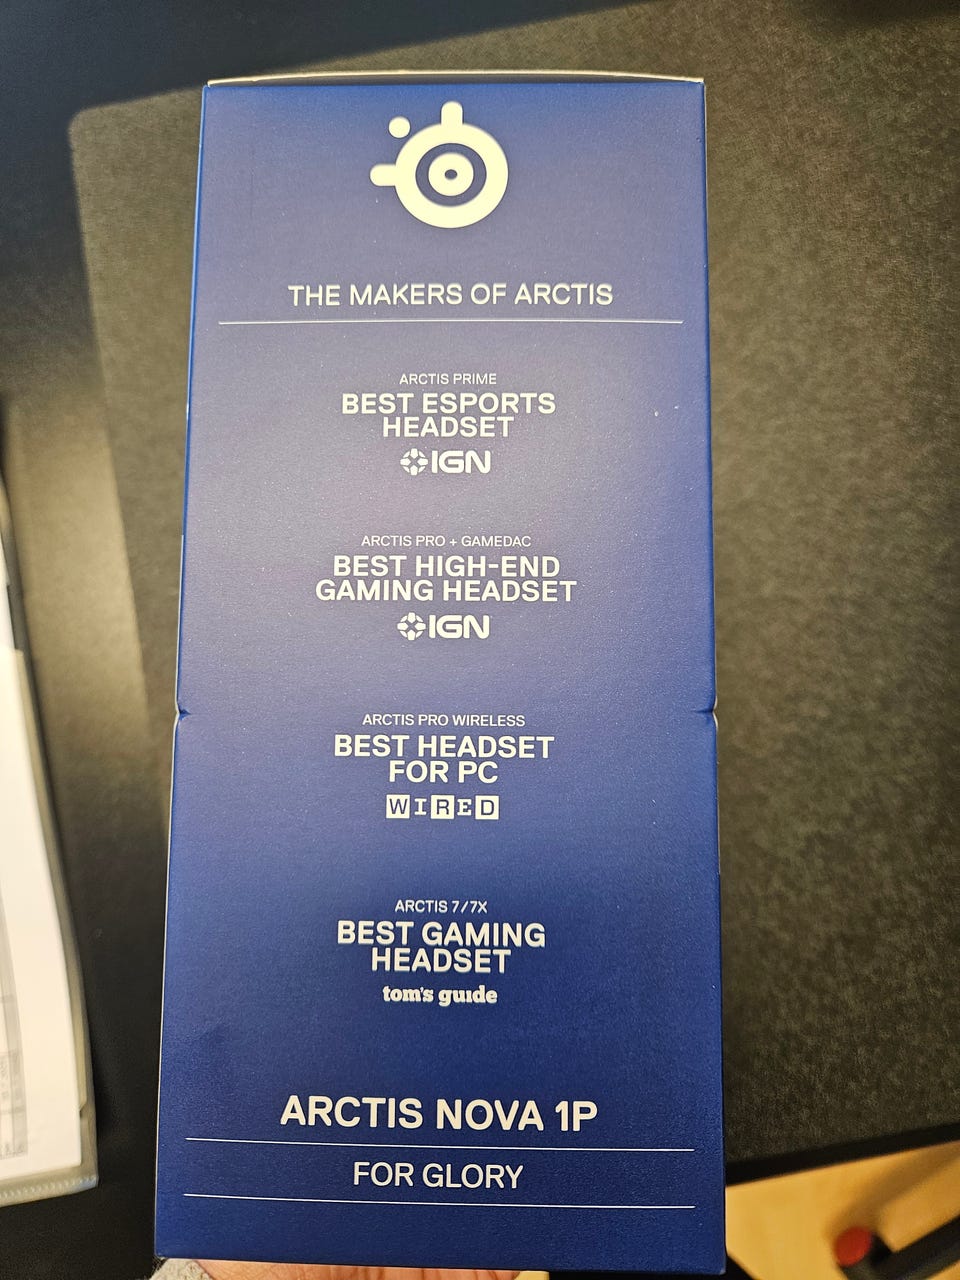 THE MAKERS OF ARCTIS
ARCTIS PRIME
BEST ESPORTS
HEADSET
IGN
ARCTIS PRO + GAMEDAC
BEST HIGH-END
GAMING HEADSET
IGN
ARCTIS PRO WIRELESS
BEST HEADSET
FOR PC
WIRED
ARCTIS 7/7X
BEST GAMING
HEADSET
tom's guide
ARCTIS NOVA 1P
FOR GLORY